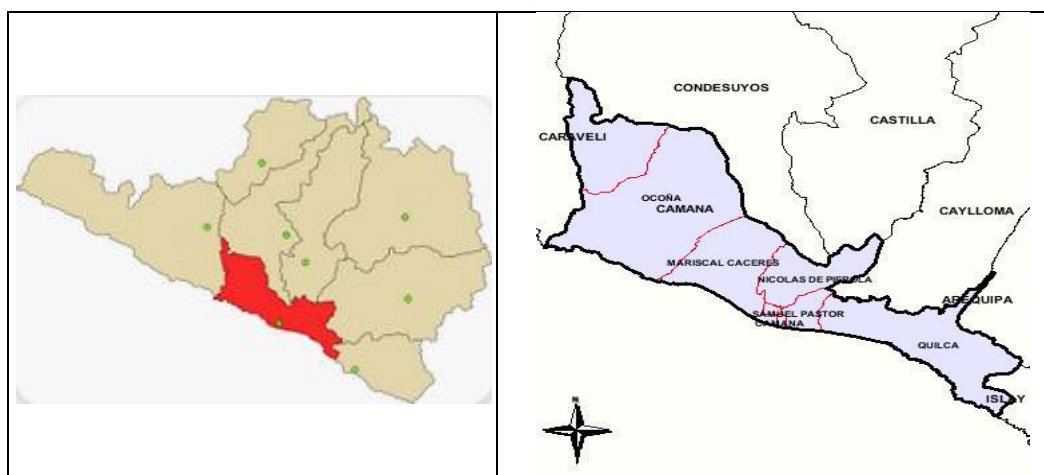 CONDESUYOS
CASTILLA
CARAVELI
OCOÑA
CAMANA
CAYLLOMA
MARISCAL CACERES
NICOLAS DE PIEROLA
AREQUIPA
SAMUEL PASTOR
CAMANA
QUILCA
ISLAY
N